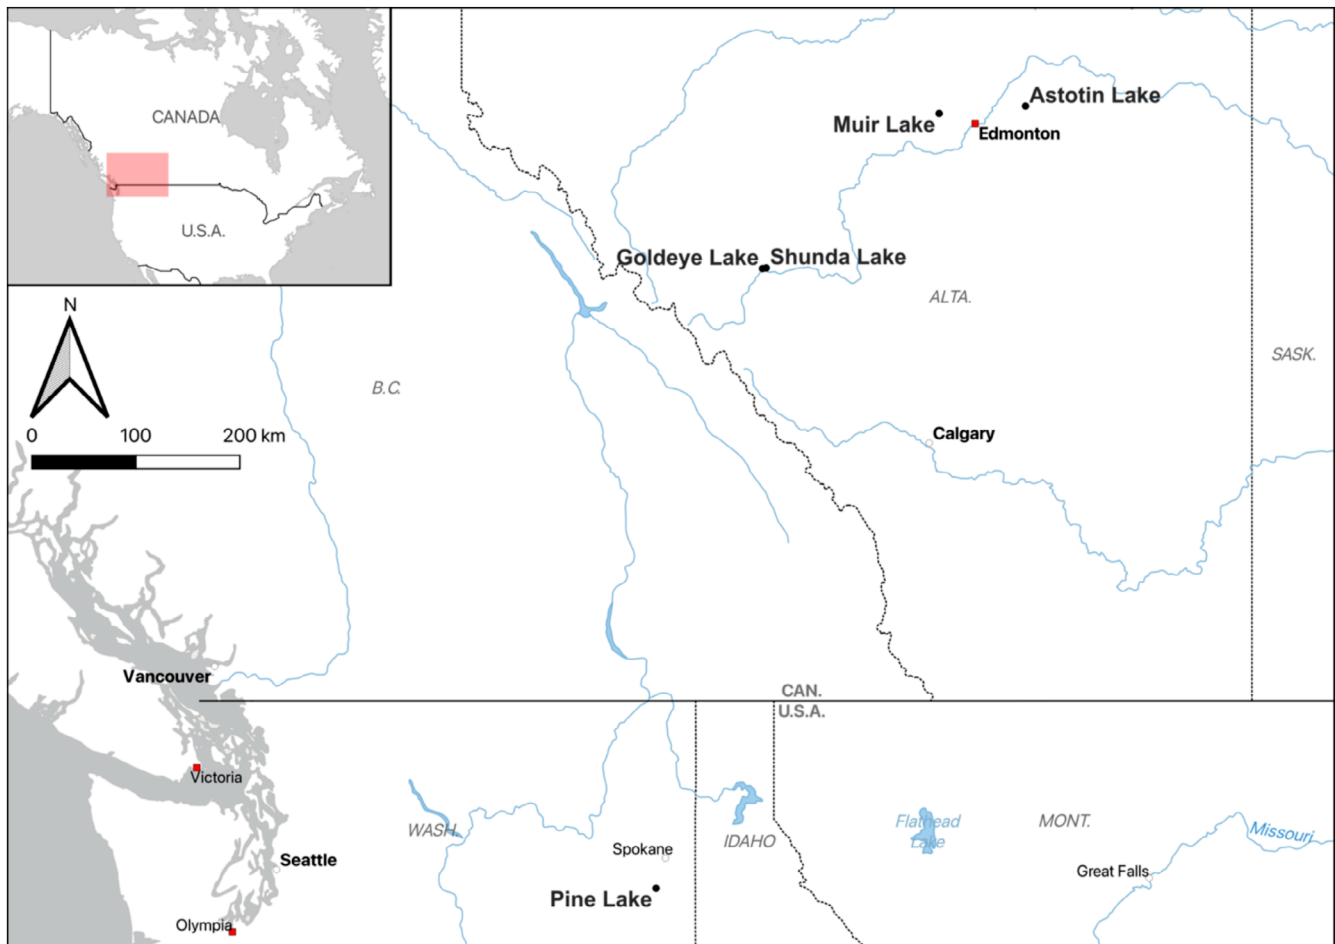 CANADA
U.S.A.
N
0 100 200 km
Astotin Lake
Muir Lake
Edmonton
Goldeye Lake
Shunda Lake
ALTA.
SASK.
B.C.
Calgary
Vancouver
CAN.
U.S.A.
Victoria
WASH.
IDAHO
Flathead
Lake
MONT.
Missouri
Seattle
Spokane
Great Falls
Pine Lake
Olympia